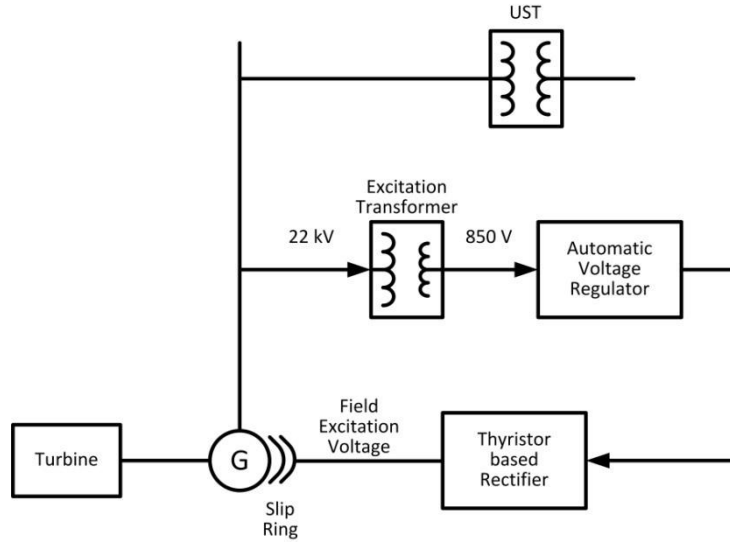 UST
Excitation
Transformer
22 kV
850 V
Automatic
Voltage
Regulator
Field
Excitation
Voltage
Turbine
G
Thyristor
based
Rectifier
Slip
Ring